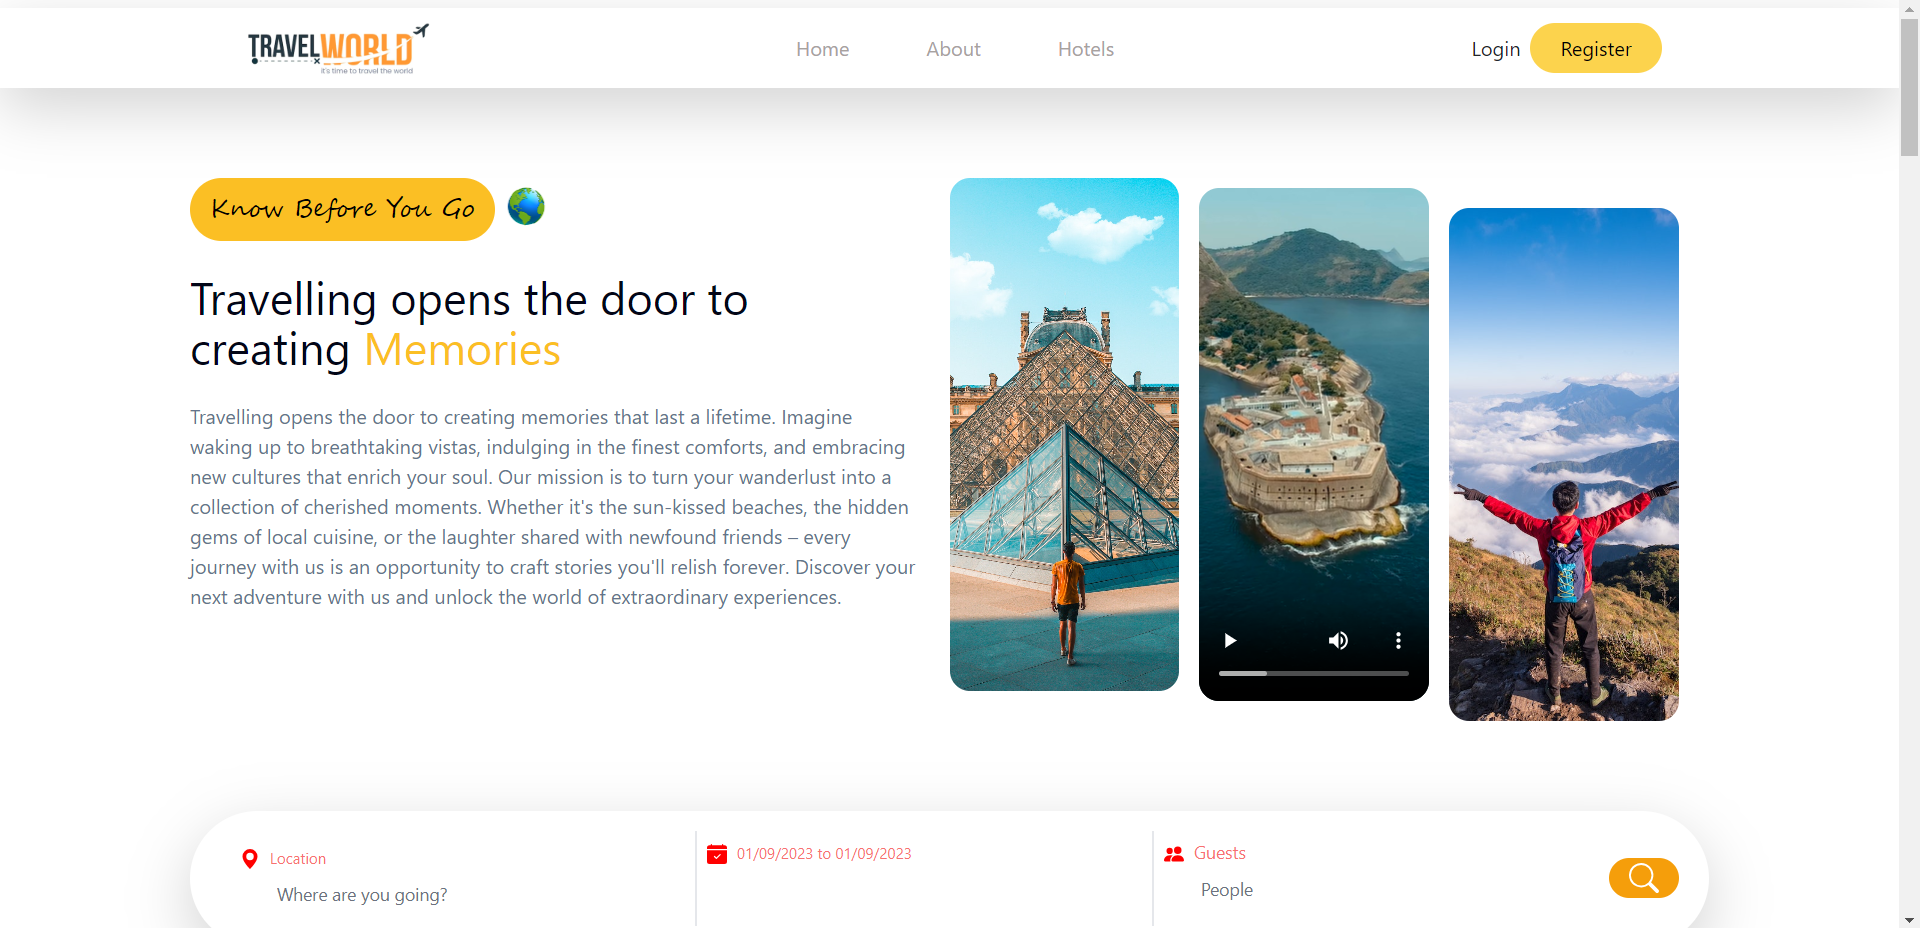 TRAVELWORLD
it's time to travel the world
Home About Hotels
Login Register
Know Before You Go
Travelling opens the door to
creating Memories
Travelling opens the door to creating memories that last a lifetime. Imagine
waking up to breathtaking vistas, indulging in the finest comforts, and embracing
new cultures that enrich your soul. Our mission is to turn your wanderlust into a
collection of cherished moments. Whether it's the sun-kissed beaches, the hidden
gems of local cuisine, or the laughter shared with newfound friends – every
journey with us is an opportunity to craft stories you'll relish forever. Discover your
next adventure with us and unlock the world of extraordinary experiences.
Location
Where are you going?
01/09/2023 to 01/09/2023
Guests
People